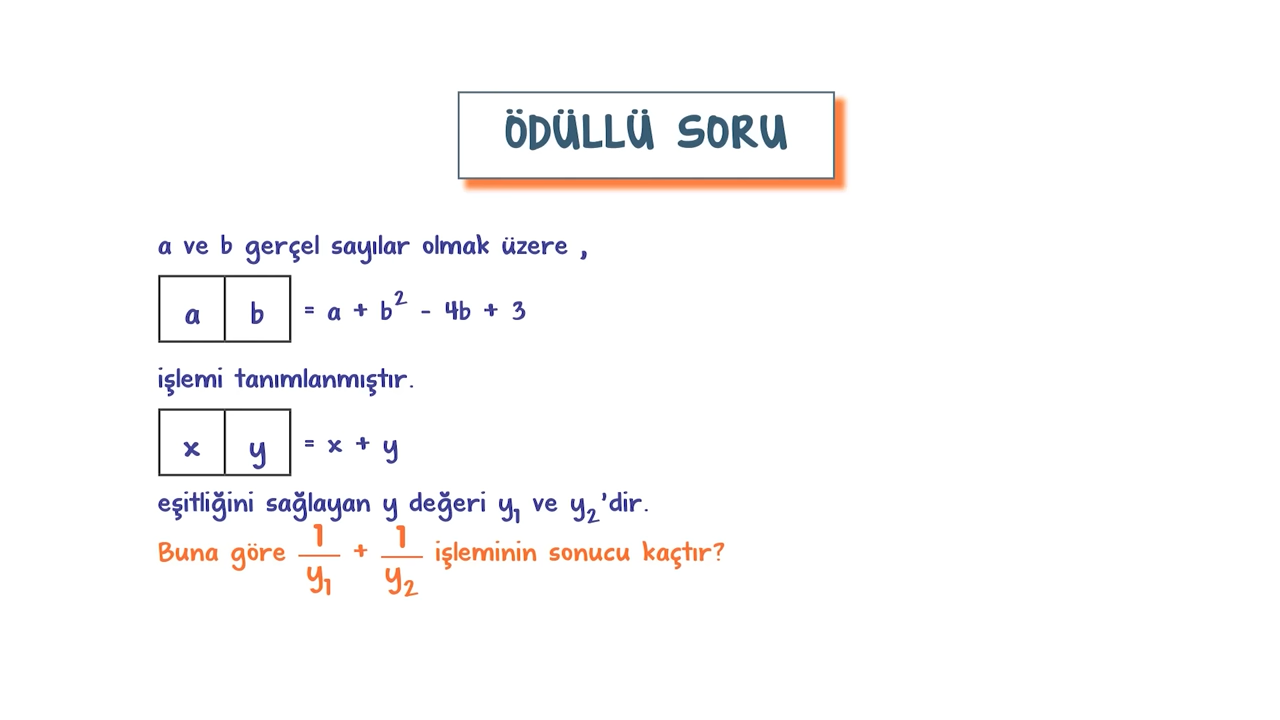 ÖDÜLLÜ SORU
a ve b gerçel sayılar olmak üzere ,
a b = a + b² - 4b + 3
işlemi tanımlanmıştır.
x y = x + y
eşitliğini sağlayan y değeri y₁ ve y₂'dir.
Buna göre 1/y₁ + 1/y₂ işleminin sonucu kaçtır?